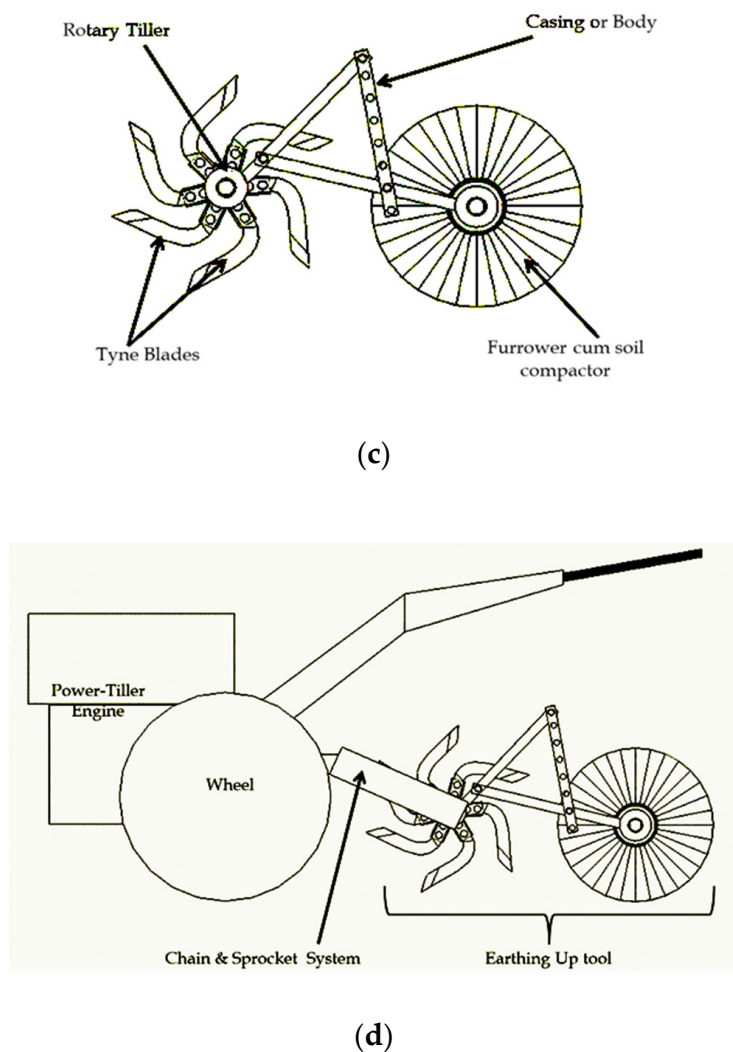 Rotary Tiller
Casing or Body
Tyne Blades
Furrower cum soil
compactor
(c)
Power-Tiller
Engine
Wheel
Chain & Sprocket System
Earthing Up tool
(d)